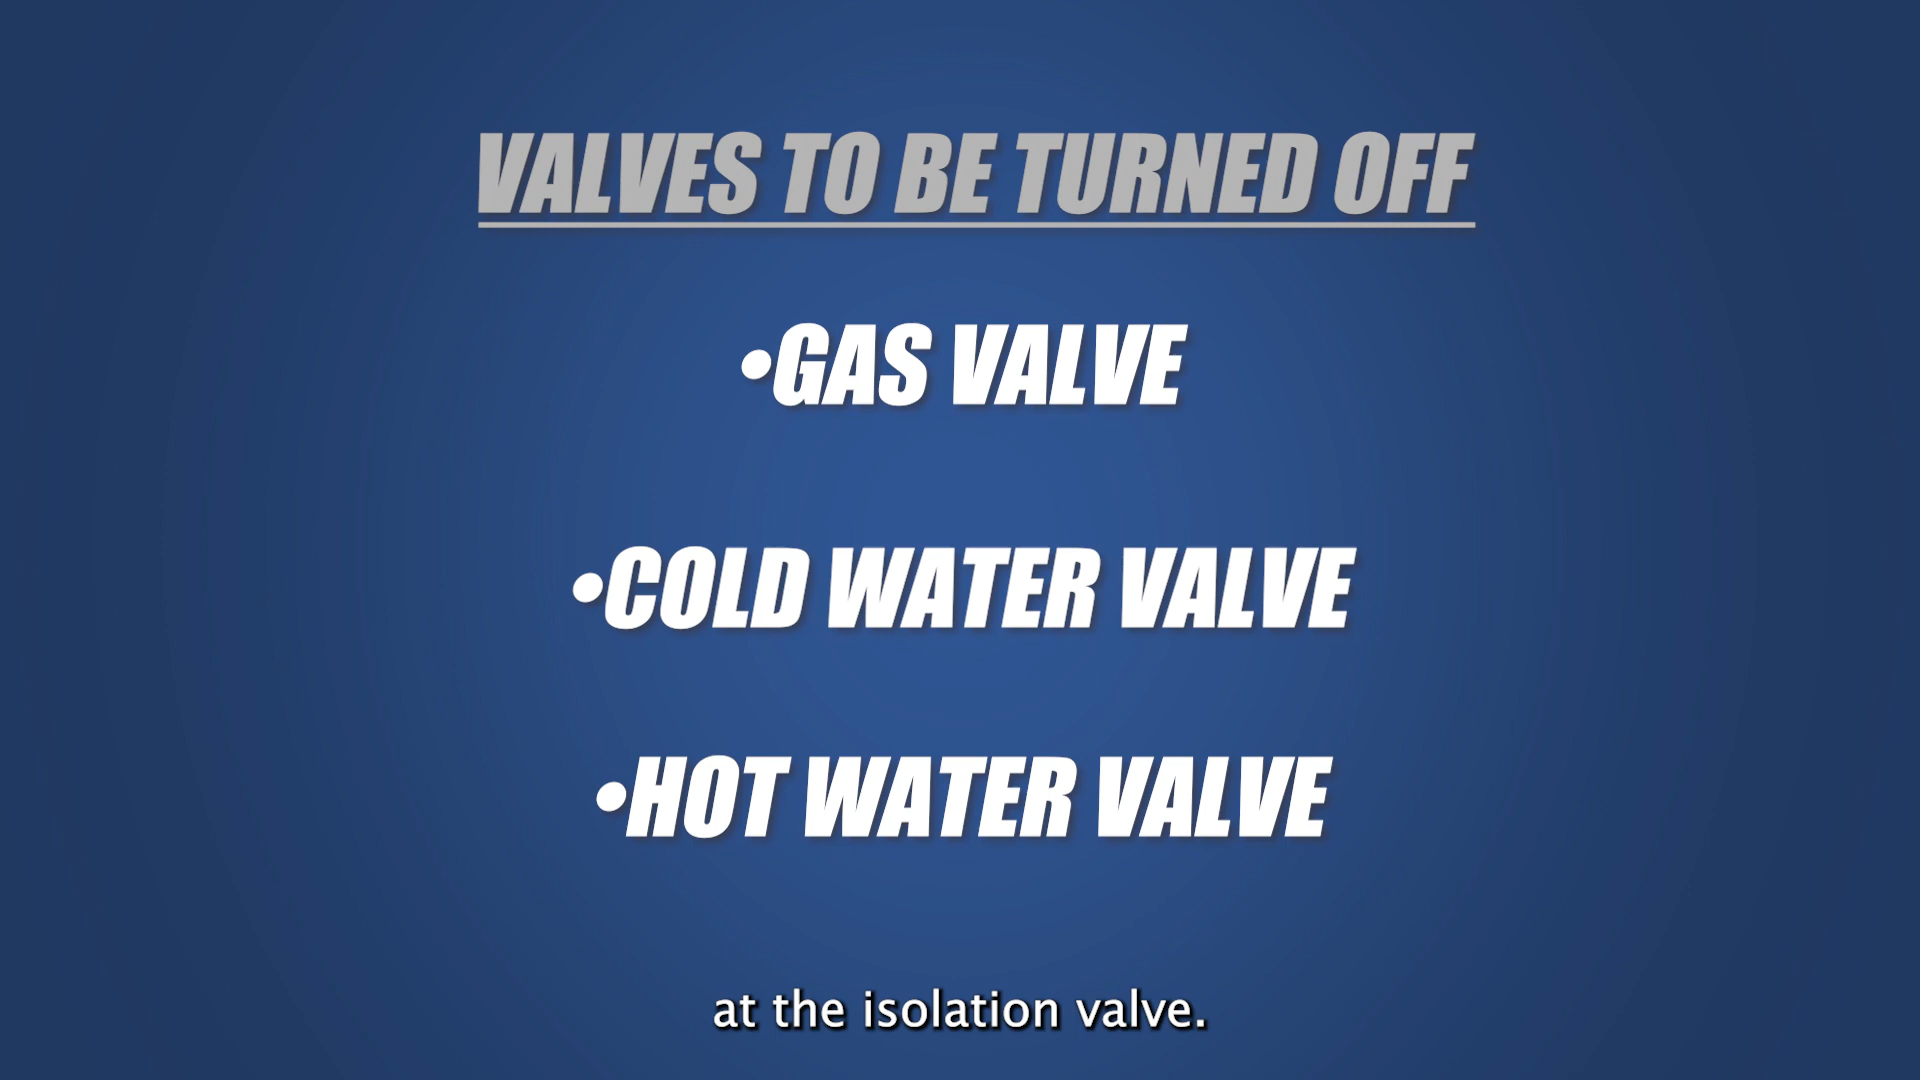 VALVES TO BE TURNED OFF
•GAS VALVE
•COLD WATER VALVE
•HOT WATER VALVE
at the isolation valve.